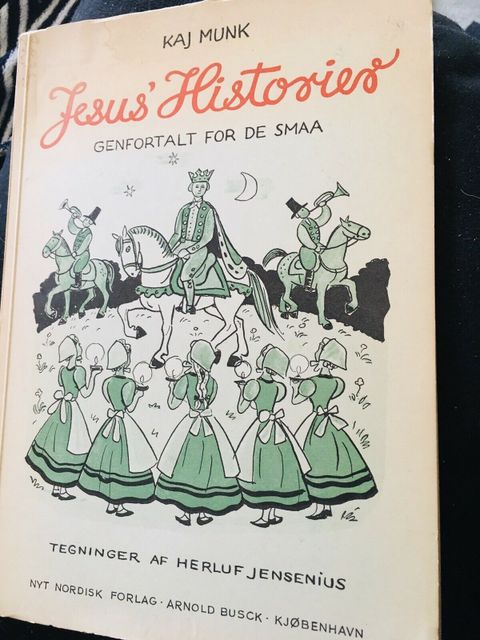 KAJ MUNK
Jesus' Historier
GENFORTALT FOR DE SMAA
TEGNINGER AF HERLUF JENSENIUS
NYT NORDISK FORLAG · ARNOLD BUSCK · KJØBENHAVN